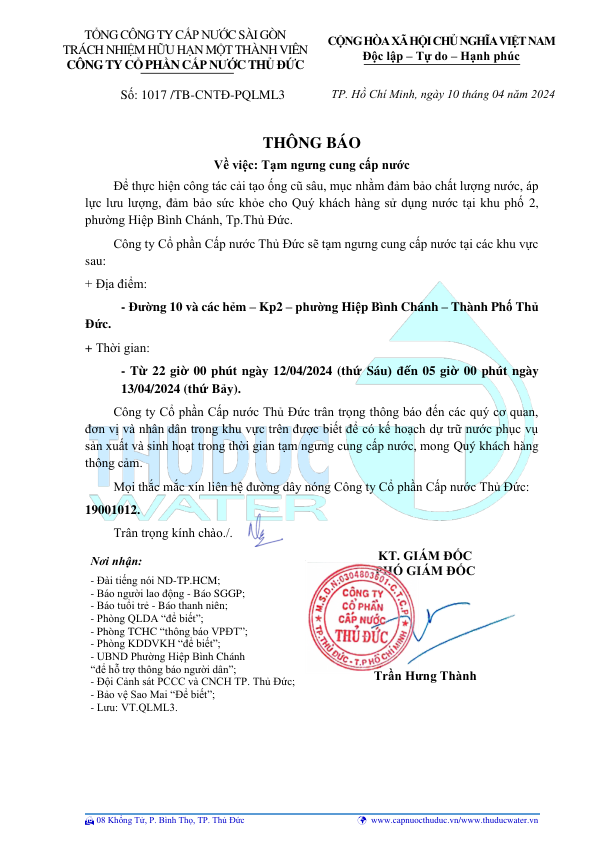 TỔNG CÔNG TY CẤP NƯỚC SÀI GÒN
TRÁCH NHIỆM HỮU HẠN MỘT THÀNH VIÊN
CÔNG TY CỔ PHẦN CẤP NƯỚC THỦ ĐỨC
CỘNG HÒA XÃ HỘI CHỦ NGHĨA VIỆT NAM
Độc lập – Tự do – Hạnh phúc
Số: 1017 /TB-CNTĐ-PQLML3
TP. Hồ Chí Minh, ngày 10 tháng 04 năm 2024
THÔNG BÁO
Về việc: Tạm ngưng cung cấp nước
Để thực hiện công tác cải tạo ống cũ sâu, mục nhằm đảm bảo chất lượng nước, áp
lực lưu lượng, đảm bảo sức khỏe cho Quý khách hàng sử dụng nước tại khu phố 2,
phường Hiệp Bình Chánh, Tp.Thủ Đức.
Công ty Cổ phần Cấp nước Thủ Đức sẽ tạm ngưng cung cấp nước tại các khu vực
sau:
+ Địa điểm:
- Đường 10 và các hẻm – Kp2 – phường Hiệp Bình Chánh – Thành Phố Thủ
Đức.
+ Thời gian:
- Từ 22 giờ 00 phút ngày 12/04/2024 (thứ Sáu) đến 05 giờ 00 phút ngày
13/04/2024 (thứ Bảy).
Công ty Cổ phần Cấp nước Thủ Đức trân trọng thông báo đến các quý cơ quan,
đơn vị và nhân dân trong khu vực trên được biết để có kế hoạch dự trữ nước phục vụ
sản xuất và sinh hoạt trong thời gian tạm ngưng cung cấp nước, mong Quý khách hàng
thông cảm.
THUDUC
WATER
Mọi thắc mắc xin liên hệ đường dây nóng Công ty Cổ phần Cấp nước Thủ Đức:
19001012.
Trân trọng kính chào./.
Nơi nhận:
- Đài tiếng nói ND-TP.HCM;
- Báo người lao động - Báo SGGP;
- Báo tuổi trẻ - Báo thanh niên;
- Phòng QLDA “để biết”;
- Phòng TCHC “thông báo VPĐT”;
- Phòng KDDVKH “để biết”;
- UBND Phường Hiệp Bình Chánh
“để hỗ trợ thông báo người dân”;
- Đội Cảnh sát PCCC và CNCH TP. Thủ Đức;
- Bảo vệ Sao Mai “Để biết”;
- Lưu: VT.QLML3.
KT. GIÁM ĐỐC
PHÓ GIÁM ĐỐC
M.S.D.N:0304803601-C.T.C.P
CÔNG TY
CỔ PHẦN
CẤP NƯỚC
THỦ ĐỨC
TP.THỦ ĐỨC - T.P HỒ CHÍ MINH
Trần Hưng Thành
08 Khổng Tử, P. Bình Thọ, TP. Thủ Đức
www.capnuocthuduc.vn/www.thuducwater.vn